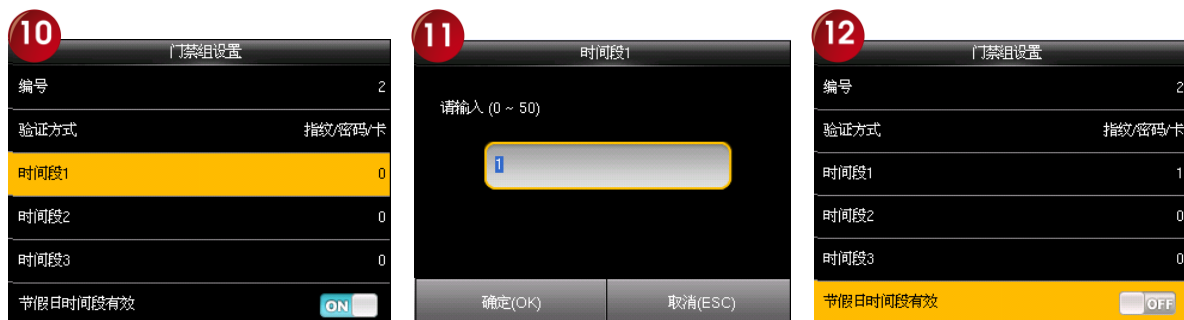 10
门禁组设置
编号 2
验证方式 指纹/密码/卡
时间段1 0
时间段2 0
时间段3 0
节假日时间段有效 ON
11
时间段1
请输入 (0 ~ 50)
1
确定(OK) 取消(ESC)
12
门禁组设置
编号 2
验证方式 指纹/密码/卡
时间段1 1
时间段2 0
时间段3 0
节假日时间段有效 OFF